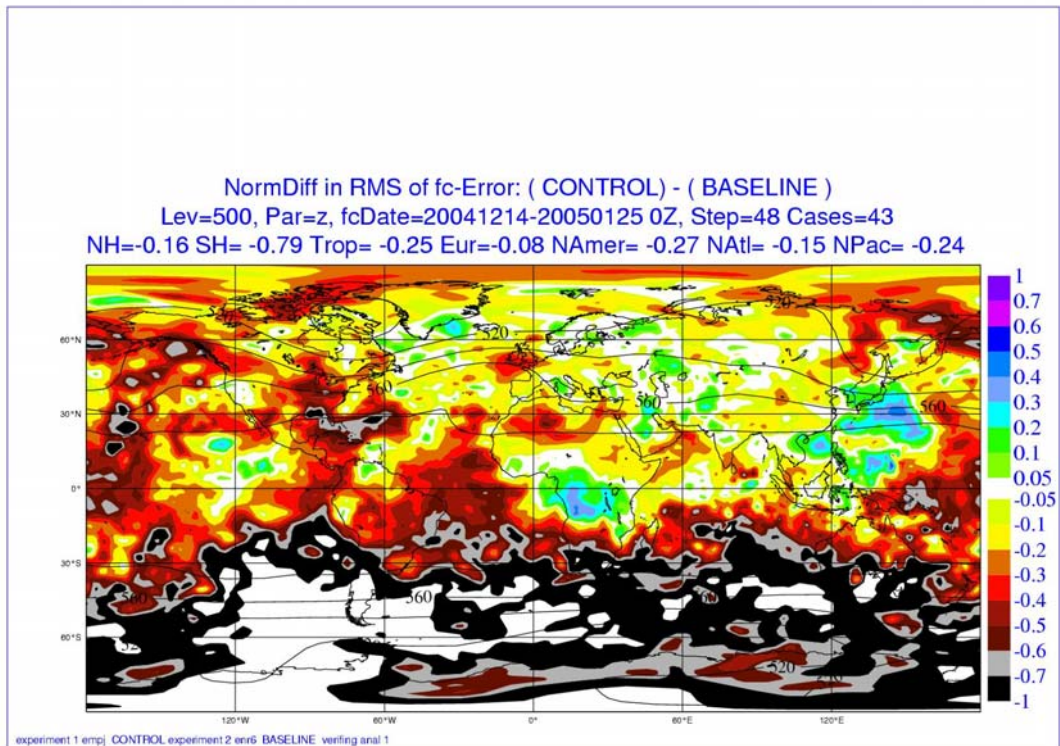 NormDiff in RMS of fc-Error: ( CONTROL) - ( BASELINE )
Lev=500, Par=z, fcDate=20041214-20050125 0Z, Step=48 Cases=43
NH=-0.16 SH= -0.79 Trop= -0.25 Eur=-0.08 NAmer= -0.27 NAtl= -0.15 NPac= -0.24
1
0.7
0.6
0.5
0.4
0.3
0.2
0.1
0.05
-0.05
-0.1
-0.2
-0.3
-0.4
-0.5
-0.6
-0.7
-1
60°N
30°N
0°
30°S
60°S
520
520
560
560
560
560
560
560
520
120°W
60°W
0°
60°E
120°E
experiment 1 empj CONTROL experiment 2 enr6 BASELINE verifing anal 1